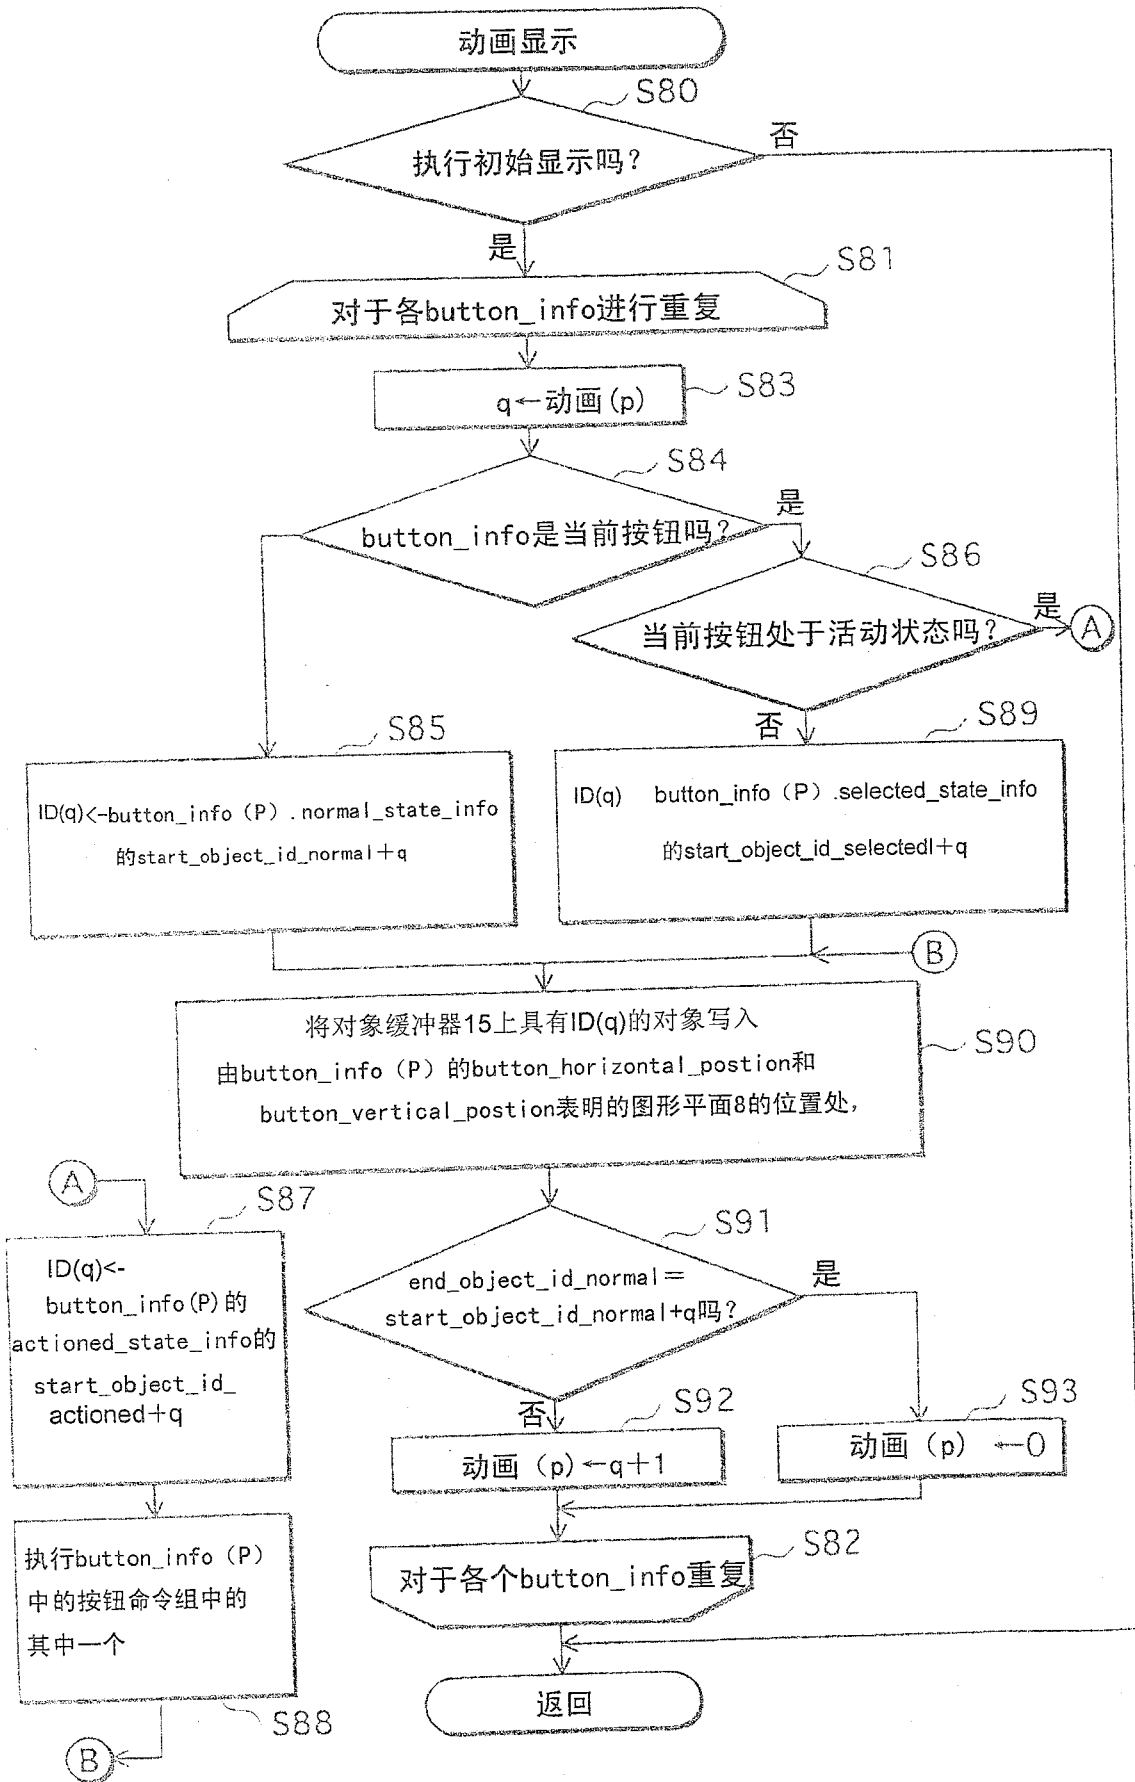 动画显示
S80
执行初始显示吗?
否
是
S81
对于各button_info进行重复
S83
q←动画(p)
S84
button_info是当前按钮吗?
是
S86
当前按钮处于活动状态吗?
是
A
否
S85
ID(q)<-button_info (P) .normal_state_info
的start_object_id_normal+q
S89
ID(q) button_info (P) .selected_state_info
的start_object_id_selectedl+q
B
S90
将对象缓冲器15上具有ID(q)的对象写入
由button_info (P) 的button_horizontal_postion和
button_vertical_postion表明的图形平面8的位置处,
A
S87
ID(q)<-
button_info(P)的
actioned_state_info的
start_object_id_
actioned+q
S91
end_object_id_normal=
start_object_id_normal+q吗?
是
否
S92
动画 (p)←q+1
S93
动画 (p) ←0
S82
对于各个button_info重复
执行button_info (P)
中的按钮命令组中的
其中一个
S88
B
返回